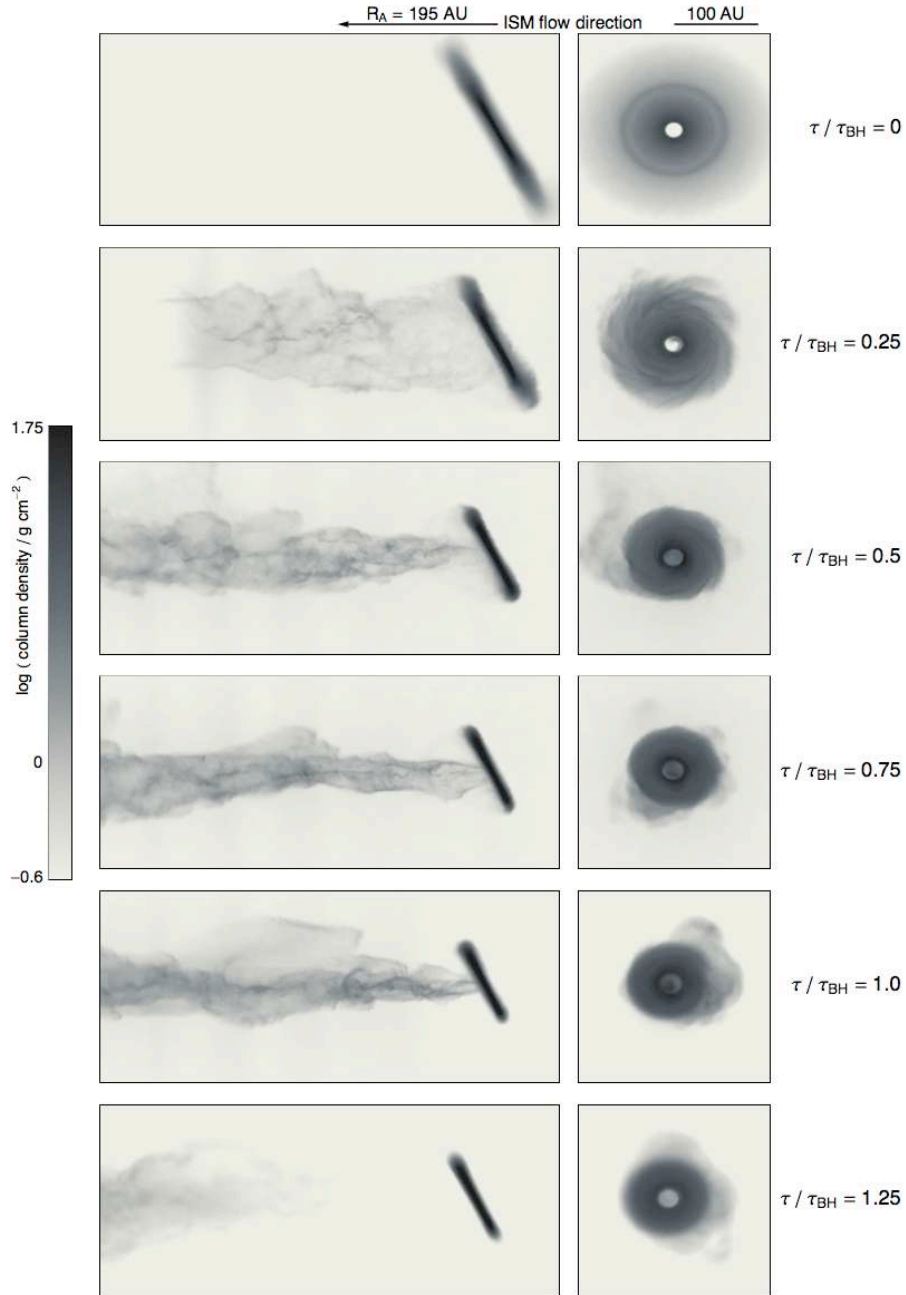 R_A = 195 AU
ISM flow direction
100 AU
τ / τ_BH = 0
τ / τ_BH = 0.25
1.75
log ( column density / g cm⁻² )
0
−0.6
τ / τ_BH = 0.5
τ / τ_BH = 0.75
τ / τ_BH = 1.0
τ / τ_BH = 1.25